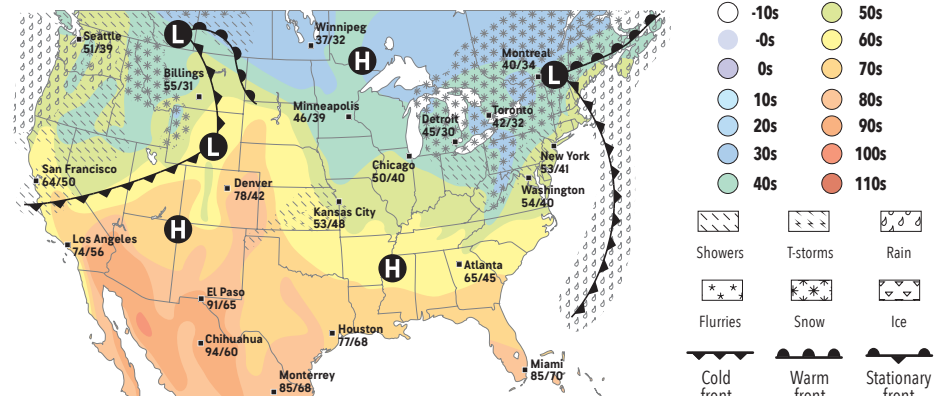 Winnipeg
37/32
Seattle
51/39
L
H
Montreal
40/34
L
Billings
55/31
Minneapolis
46/39
Toronto
42/32
Detroit
45/30
L
San Francisco
64/50
Chicago
50/40
New York
53/41
Denver
78/42
Washington
54/40
Kansas City
53/48
H
Los Angeles
74/56
H
Atlanta
65/45
El Paso
91/65
Chihuahua
94/60
Houston
77/68
Monterrey
85/68
Miami
85/70
-10s
-0s
0s
10s
20s
30s
40s
50s
60s
70s
80s
90s
100s
110s
Showers
T-storms
Rain
Flurries
Snow
Ice
Cold
front
Warm
front
Stationary
front